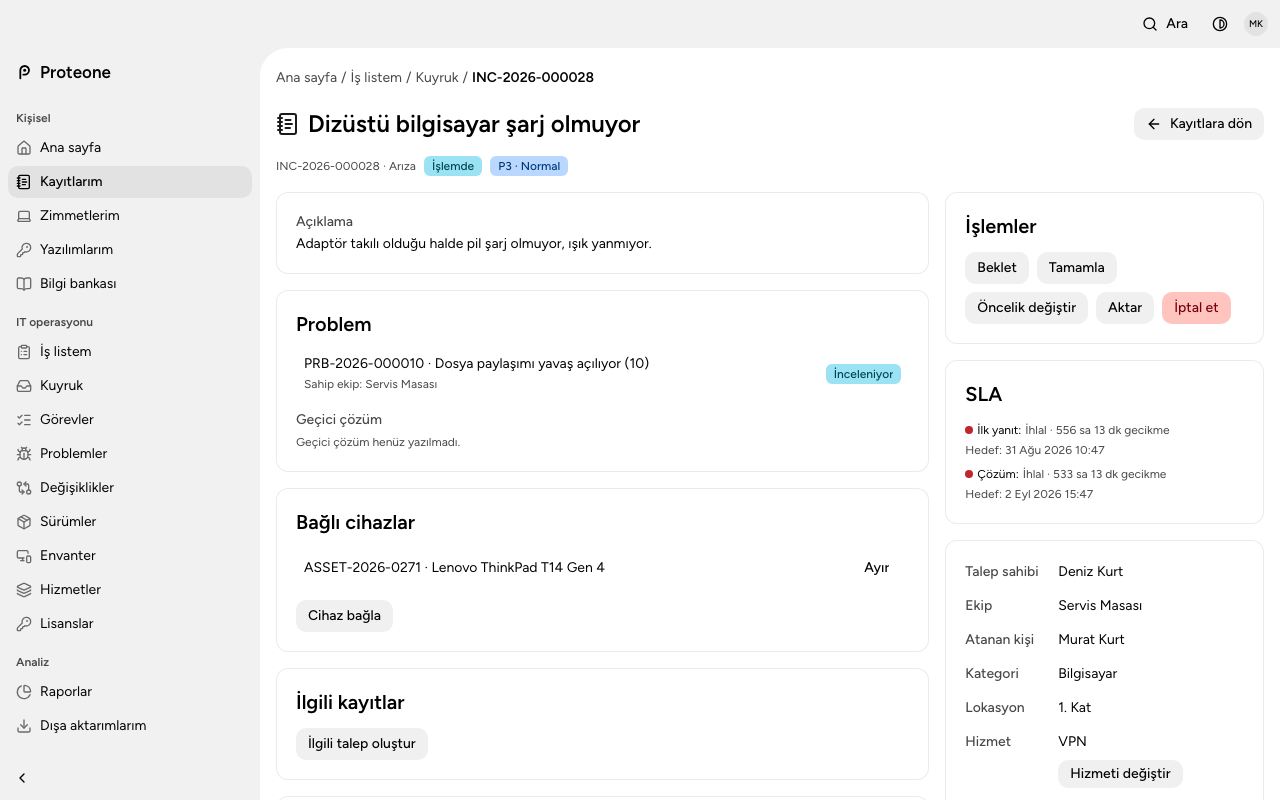 Ara
MK
Proteone
Kişisel
Ana sayfa
Kayıtlarım
Zimmetlerim
Yazılımlarım
Bilgi bankası
IT operasyonu
İş listem
Kuyruk
Görevler
Problemler
Değişiklikler
Sürümler
Envanter
Hizmetler
Lisanslar
Analiz
Raporlar
Dışa aktarımlarım
Ana sayfa / İş listem / Kuyruk / INC-2026-000028
Dizüstü bilgisayar şarj olmuyor
Kayıtlara dön
INC-2026-000028 · Arıza İşlemde P3 · Normal
Açıklama
Adaptör takılı olduğu halde pil şarj olmuyor, ışık yanmıyor.
Problem
PRB-2026-000010 · Dosya paylaşımı yavaş açılıyor (10)
Sahip ekip: Servis Masası
İnceleniyor
Geçici çözüm
Geçici çözüm henüz yazılmadı.
Bağlı cihazlar
ASSET-2026-0271 · Lenovo ThinkPad T14 Gen 4 Ayır
Cihaz bağla
İlgili kayıtlar
İlgili talep oluştur
İşlemler
Beklet Tamamla
Öncelik değiştir Aktar İptal et
SLA
İlk yanıt: İhlal · 556 sa 13 dk gecikme
Hedef: 31 Ağu 2026 10:47
Çözüm: İhlal · 533 sa 13 dk gecikme
Hedef: 2 Eyl 2026 15:47
Talep sahibi Deniz Kurt
Ekip Servis Masası
Atanan kişi Murat Kurt
Kategori Bilgisayar
Lokasyon 1. Kat
Hizmet VPN
Hizmeti değiştir